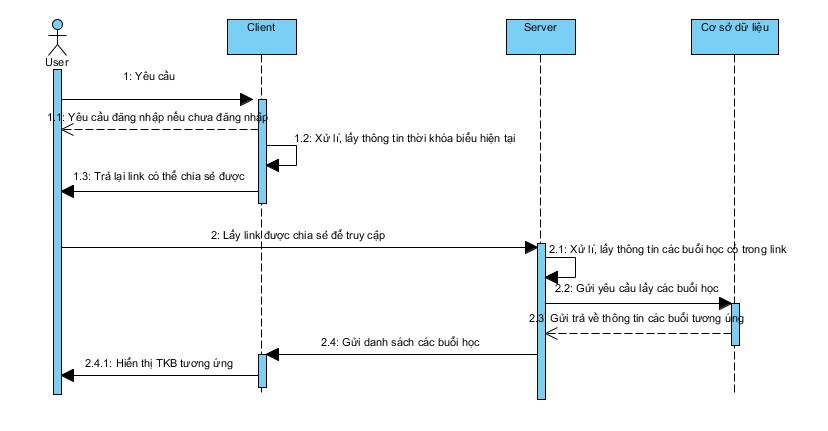 Client
Server
Cơ sở dữ liệu
User
1: Yêu cầu
1.1: Yêu cầu đăng nhập nếu chưa đăng nhập
1.2: Xử lí, lấy thông tin thời khóa biểu hiện tại
1.3: Trả lại link có thể chia sẻ được
2: Lấy link được chia sẻ để truy cập
2.1: Xử lí, lấy thông tin các buổi học có trong link
2.2: Gửi yêu cầu lấy các buổi học
2.3 Gửi trả về thông tin các buổi tương ứng
2.4: Gửi danh sách các buổi học
2.4.1: Hiển thị TKB tương ứng